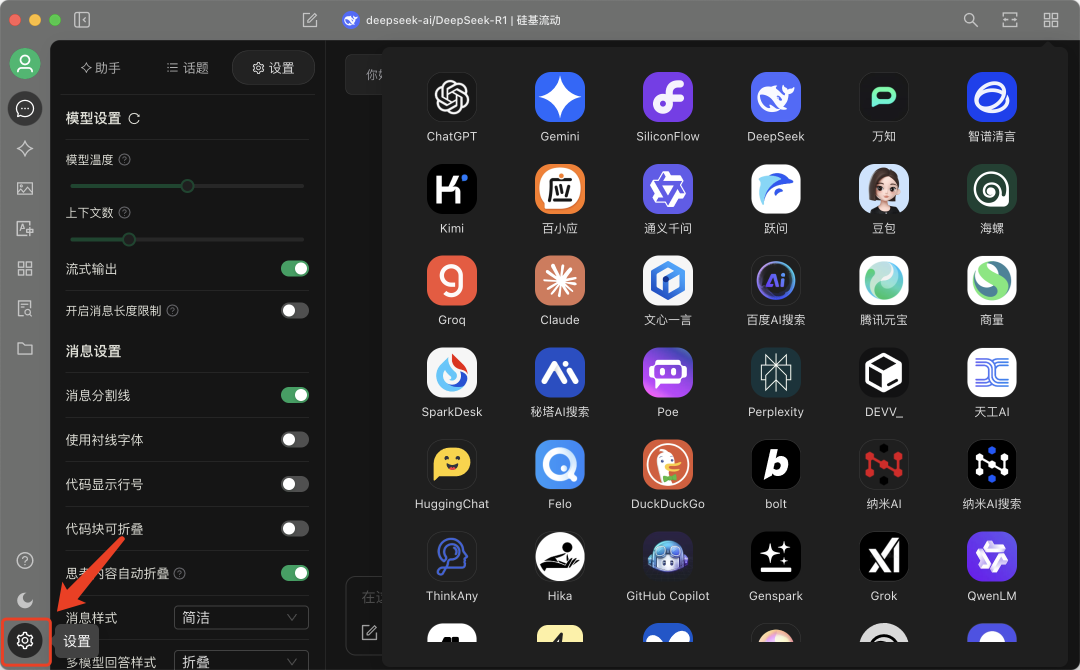 deepseek-ai/DeepSeek-R1 | 硅基流动
助手
话题
设置
模型设置
模型温度
上下文数
流式输出
开启消息长度限制
消息设置
消息分割线
使用衬线字体
代码显示行号
代码块可折叠
思考内容自动折叠
消息样式
简洁
设置
多模型回答样式
折叠
ChatGPT
Gemini
SiliconFlow
DeepSeek
万知
智谱清言
Kimi
百小应
通义千问
跃问
豆包
海螺
Groq
Claude
文心一言
百度AI搜索
腾讯元宝
商量
SparkDesk
秘塔AI搜索
Poe
Perplexity
DEVV_
天工AI
HuggingChat
Felo
DuckDuckGo
bolt
纳米AI
纳米AI搜索
ThinkAny
Hika
GitHub Copilot
Genspark
Grok
QwenLM